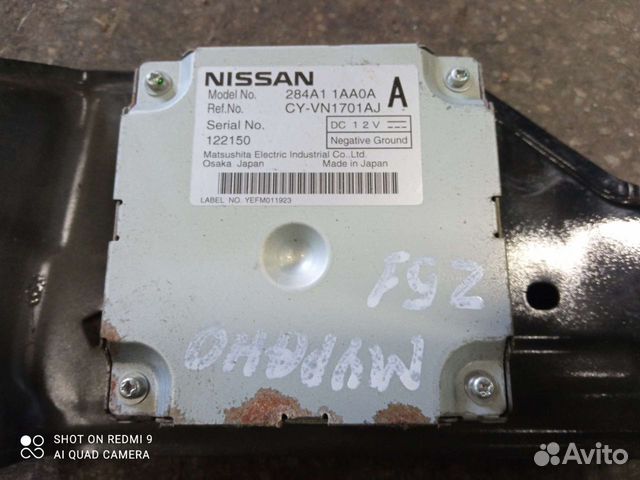 NISSAN
Model No. 284A1 1AA0A A
Ref.No. CY-VN1701AJ
Serial No. DC 12V
122150 Negative Ground
Matsushita Electric Industrial Co.,Ltd.
Osaka Japan Made in Japan
LABEL NO. YEFM011923
Z51
МУРАНО
SHOT ON REDMI 9
AI QUAD CAMERA
Avito